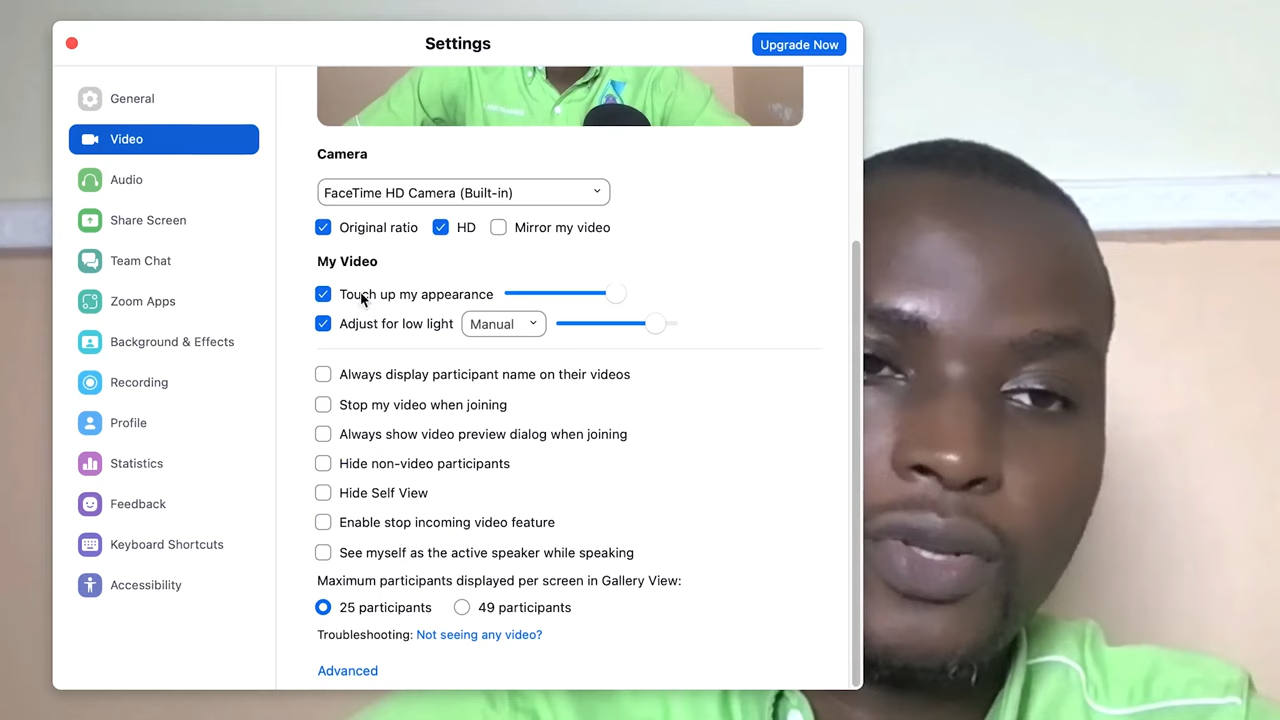 Settings
Upgrade Now
General
Video
Audio
Share Screen
Team Chat
Zoom Apps
Background & Effects
Recording
Profile
Statistics
Feedback
Keyboard Shortcuts
Accessibility
Camera
FaceTime HD Camera (Built-in)
Original ratio HD Mirror my video
My Video
Touch up my appearance
Adjust for low light Manual
Always display participant name on their videos
Stop my video when joining
Always show video preview dialog when joining
Hide non-video participants
Hide Self View
Enable stop incoming video feature
See myself as the active speaker while speaking
Maximum participants displayed per screen in Gallery View:
25 participants 49 participants
Troubleshooting: Not seeing any video?
Advanced